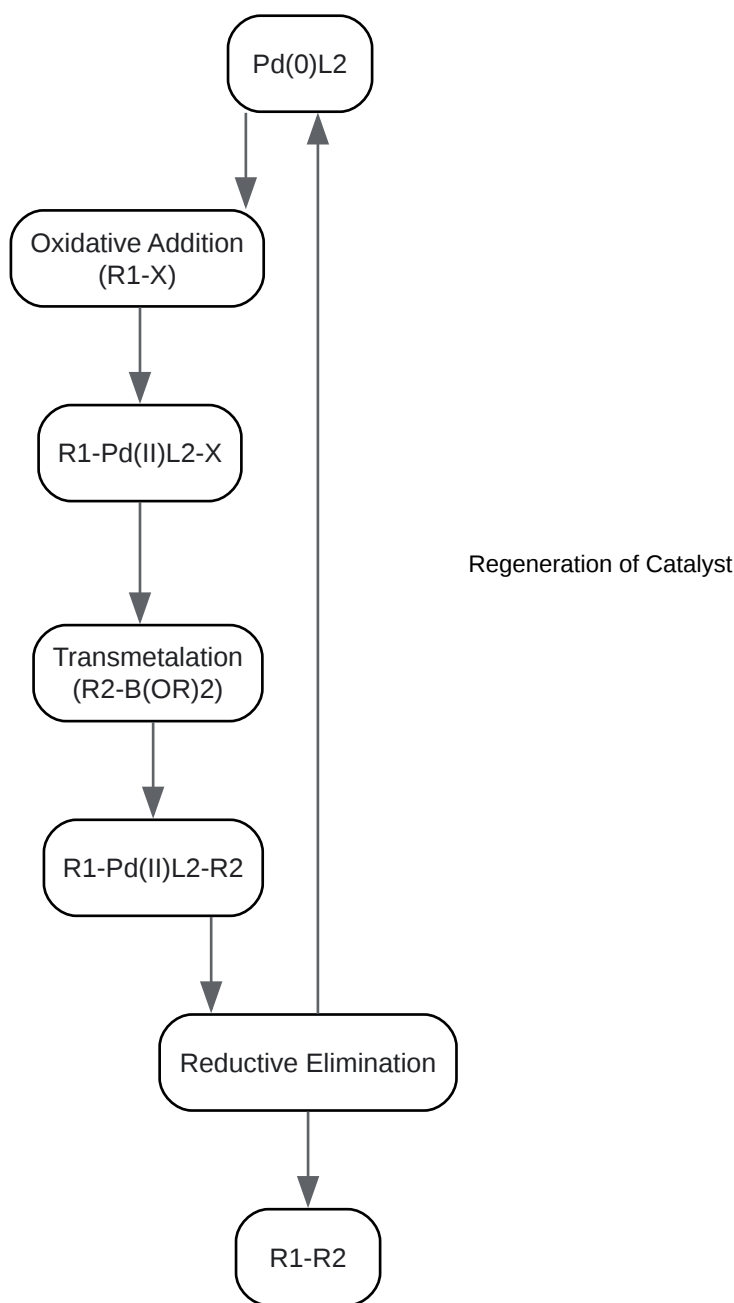 Pd(0)L2
Oxidative Addition
(R1-X)
R1-Pd(II)L2-X
Regeneration of Catalyst
Transmetalation
(R2-B(OR)2)
R1-Pd(II)L2-R2
Reductive Elimination
R1-R2